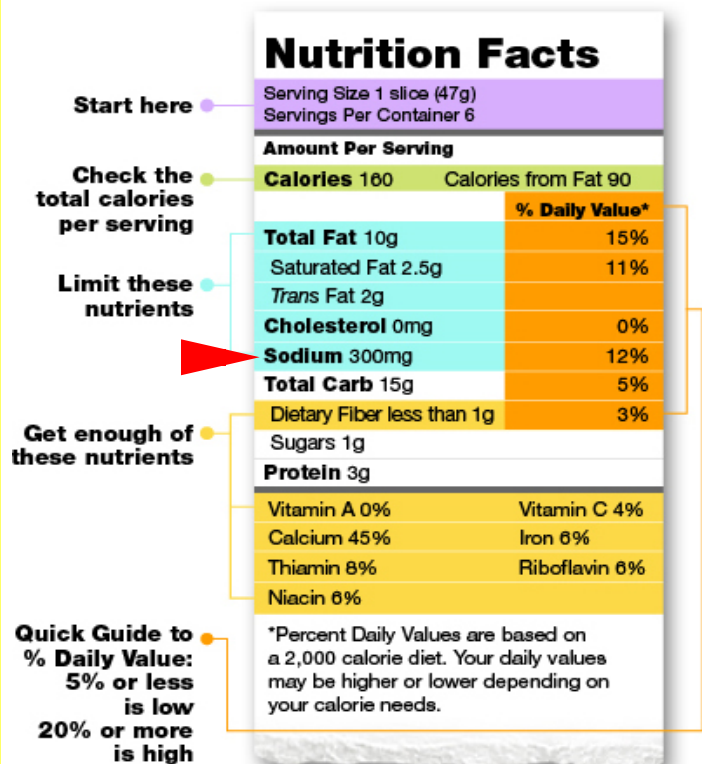 Nutrition Facts
Start here
Serving Size 1 slice (47g)
Servings Per Container 6
Amount Per Serving
Check the
total calories
per serving
Calories 160 Calories from Fat 90
% Daily Value*
Limit these
nutrients
Total Fat 10g 15%
Saturated Fat 2.5g 11%
Trans Fat 2g
Cholesterol 0mg 0%
Sodium 300mg 12%
Total Carb 15g 5%
Get enough of
these nutrients
Dietary Fiber less than 1g 3%
Sugars 1g
Protein 3g
Vitamin A 0% Vitamin C 4%
Calcium 45% Iron 6%
Thiamin 8% Riboflavin 6%
Niacin 6%
Quick Guide to
% Daily Value:
5% or less
is low
20% or more
is high
*Percent Daily Values are based on
a 2,000 calorie diet. Your daily values
may be higher or lower depending on
your calorie needs.